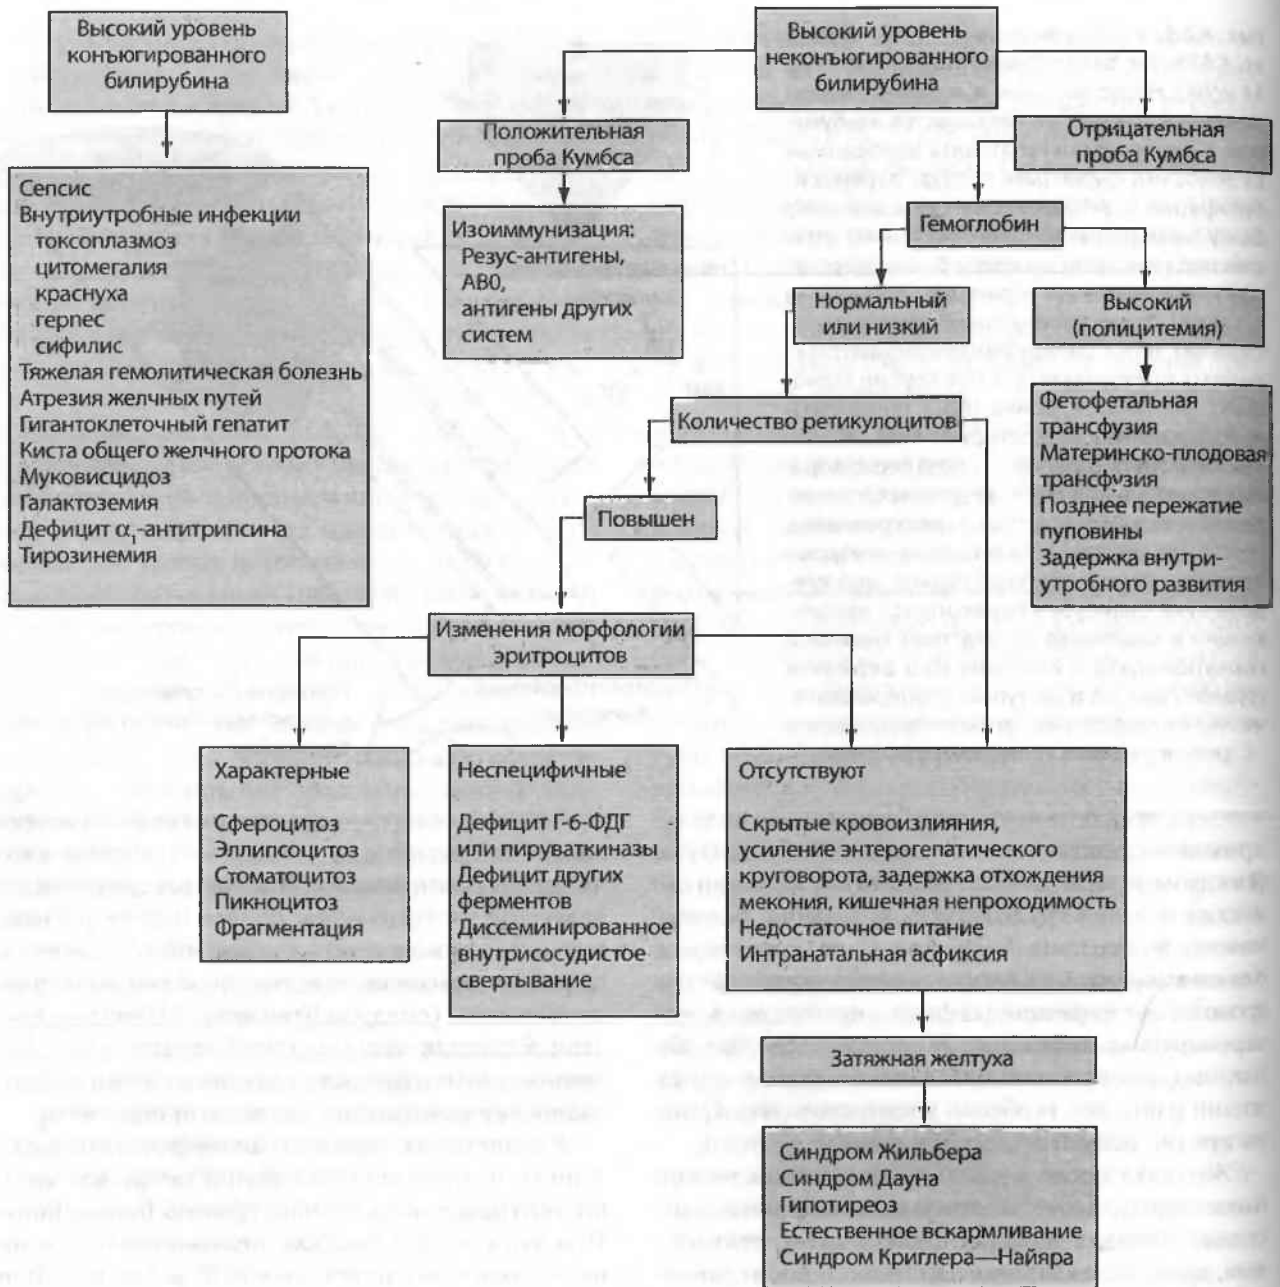 Высокий уровень
конъюгированного
билирубина
Сепсис
Внутриутробные инфекции
токсоплазмоз
цитомегалия
краснуха
герпес
сифилис
Тяжелая гемолитическая болезнь
Атрезия желчных путей
Гигантоклеточный гепатит
Киста общего желчного протока
Муковисцидоз
Галактоземия
Дефицит α₁-антитрипсина
Тирозинемия
Высокий уровень
неконъюгированного
билирубина
Положительная
проба Кумбса
Изоиммунизация:
Резус-антигены,
АВ0,
антигены других
систем
Отрицательная
проба Кумбса
Гемоглобин
Нормальный
или низкий
Высокий
(полицитемия)
Фетофетальная
трансфузия
Материнско-плодовая
трансфузия
Позднее пережатие
пуповины
Задержка внутри-
утробного развития
Количество ретикулоцитов
Повышен
Изменения морфологии
эритроцитов
Характерные
Сфероцитоз
Эллипсоцитоз
Стоматоцитоз
Пикноцитоз
Фрагментация
Неспецифичные
Дефицит Г-6-ФДГ
или пируваткиназы
Дефицит других
ферментов
Диссеминированное
внутрисосудистое
свертывание
Отсутствуют
Скрытые кровоизлияния,
усиление энтерогепатического
круговорота, задержка отхождения
мекония, кишечная непроходимость
Недостаточное питание
Интранатальная асфиксия
Затяжная желтуха
Синдром Жильбера
Синдром Дауна
Гипотиреоз
Естественное вскармливание
Синдром Криглера—Найяра